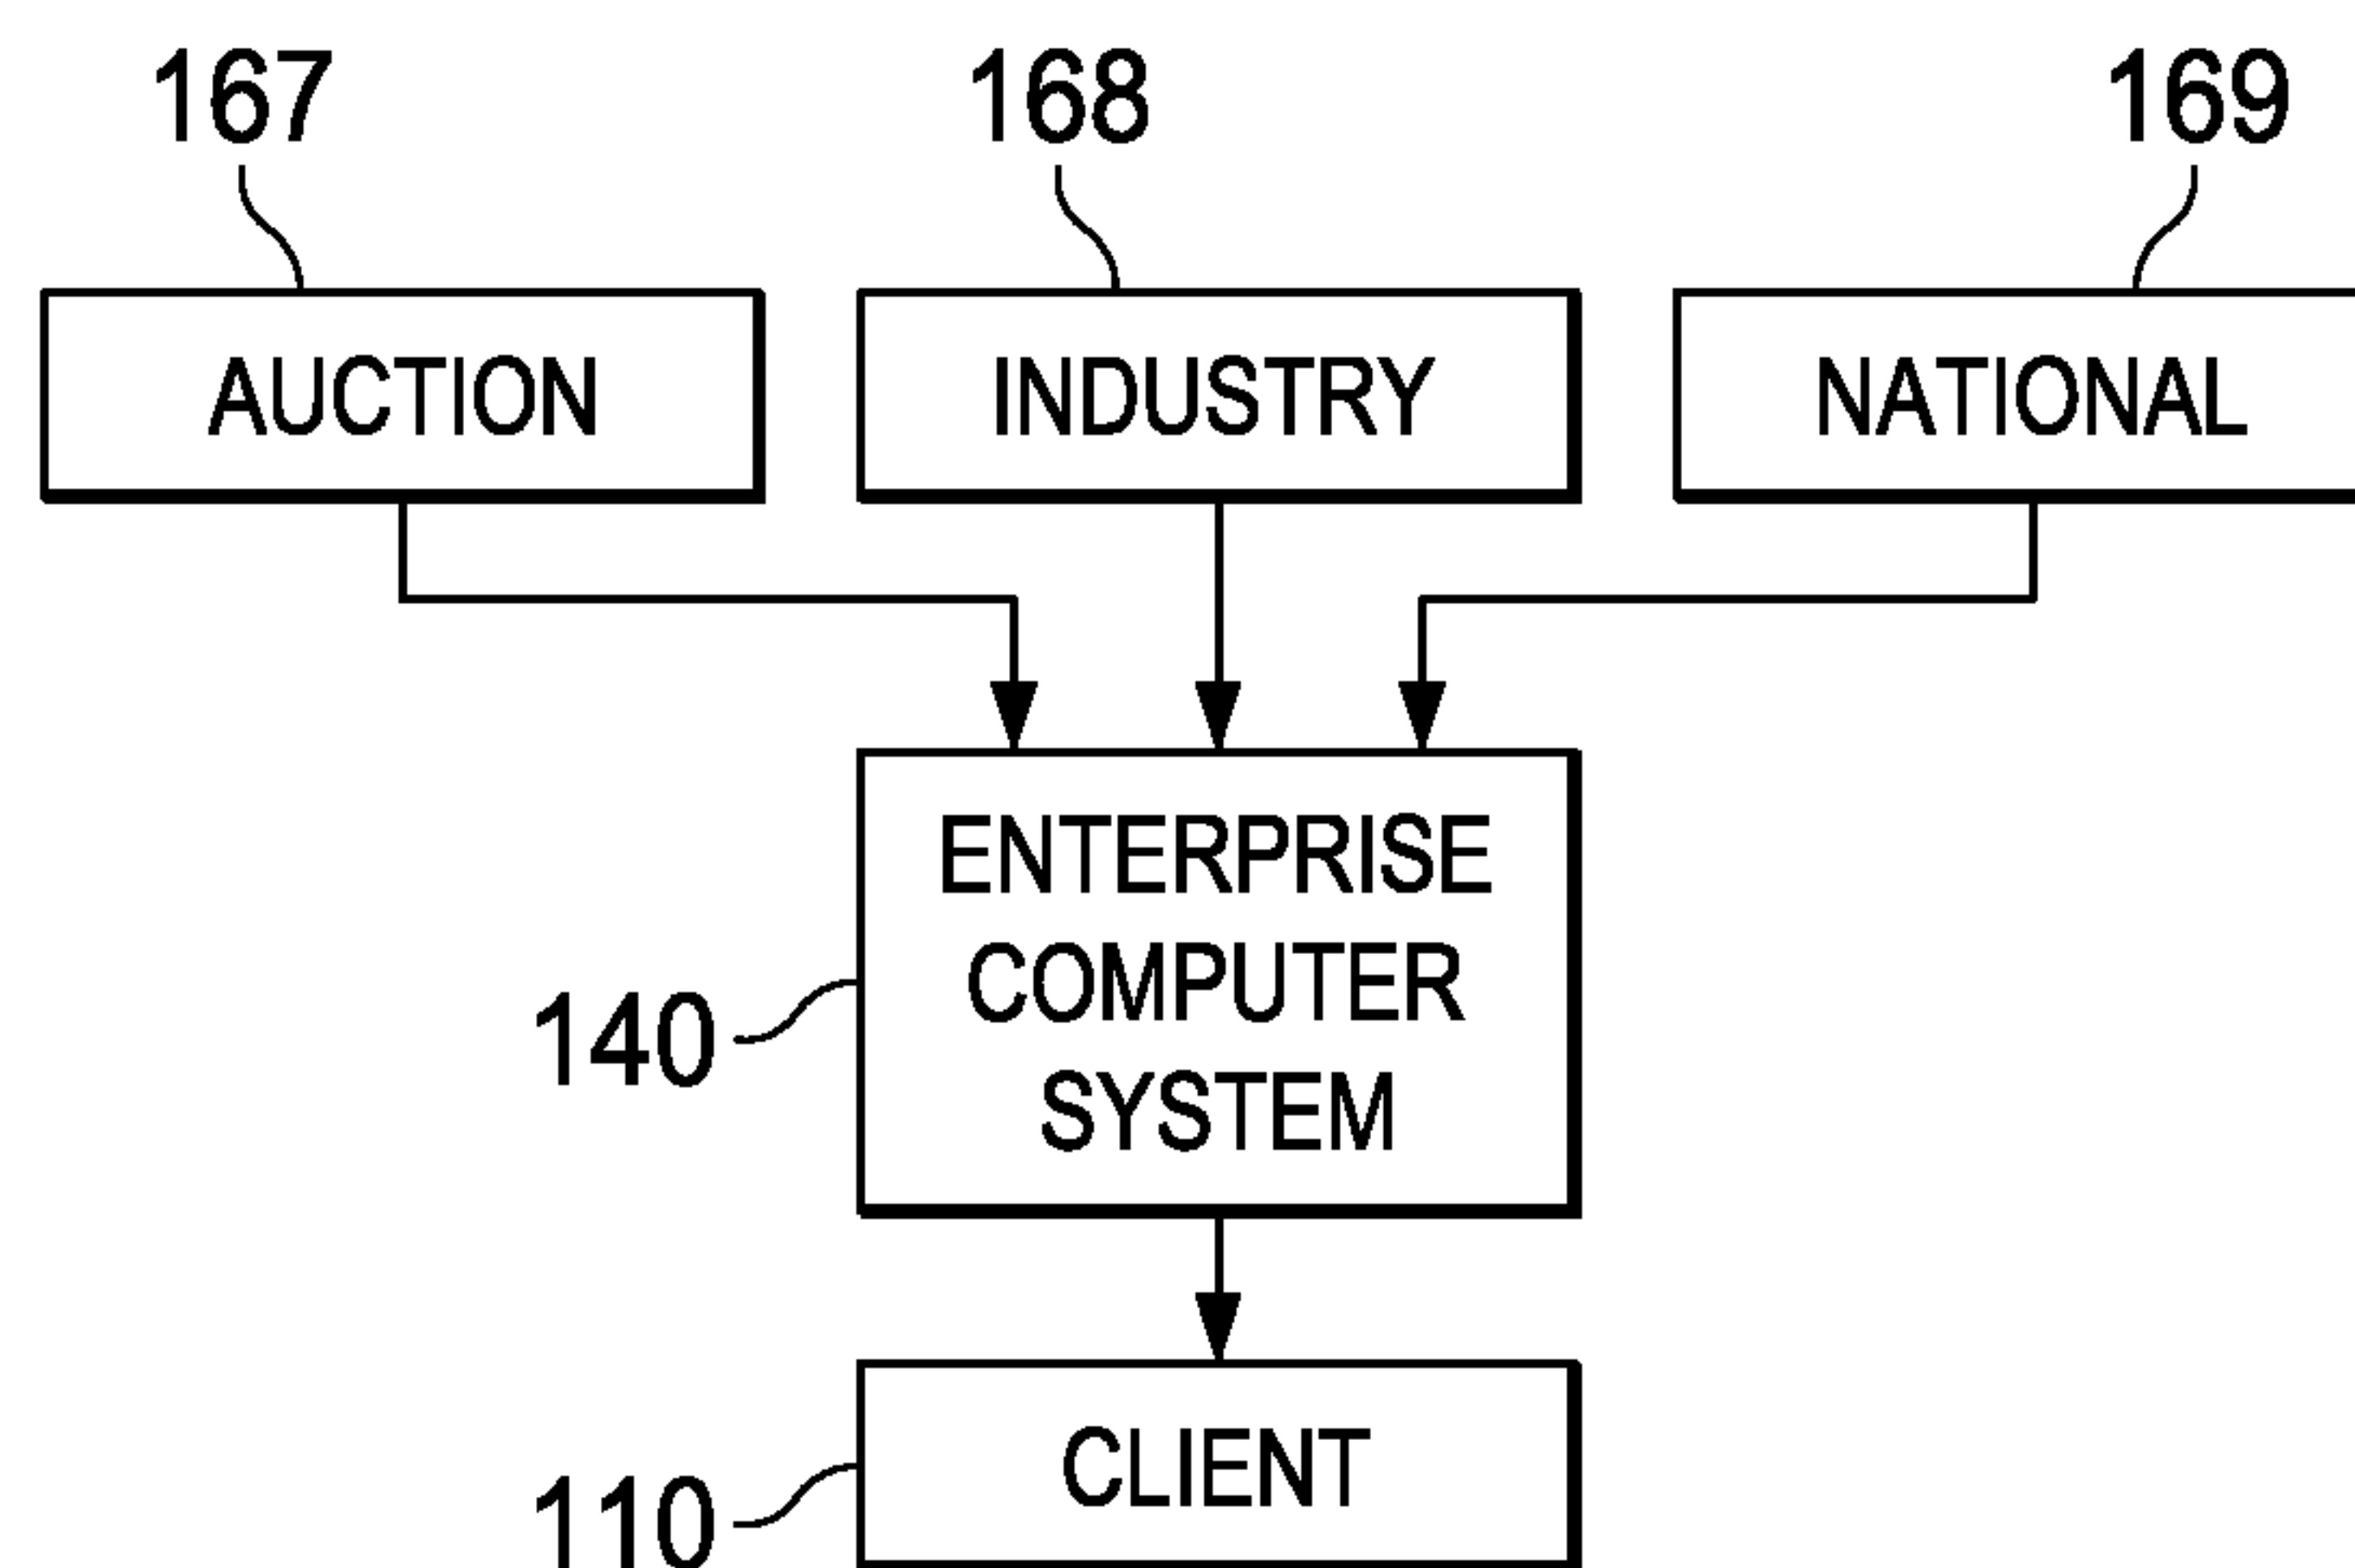 167 168 169
AUCTION INDUSTRY NATIONAL
ENTERPRISE
COMPUTER
SYSTEM
140
CLIENT
110